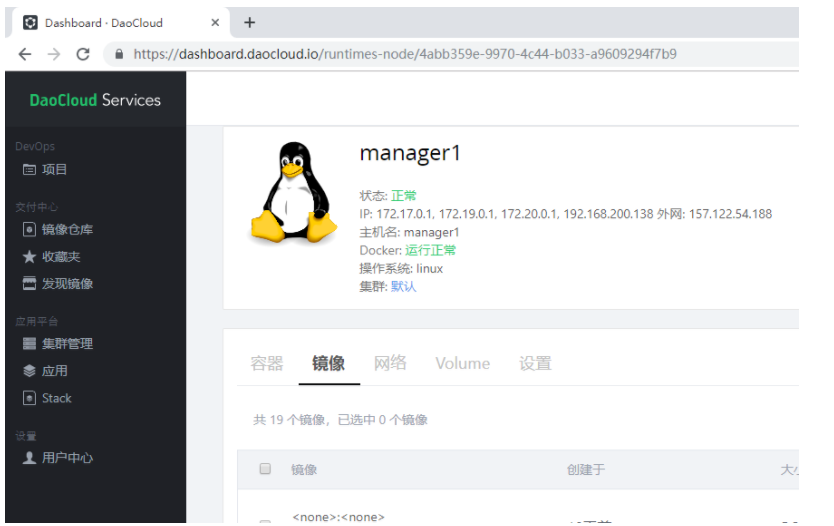 Dashboard · DaoCloud
https://dashboard.daocloud.io/runtimes-node/4abb359e-9970-4c44-b033-a9609294f7b9
DaoCloud Services
DevOps
项目
交付中心
镜像仓库
收藏夹
发现镜像
应用平台
集群管理
应用
Stack
设置
用户中心
manager1
状态: 正常
IP: 172.17.0.1, 172.19.0.1, 172.20.0.1, 192.168.200.138 外网: 157.122.54.188
主机名: manager1
Docker: 运行正常
操作系统: linux
集群: 默认
容器 镜像 网络 Volume 设置
共 19 个镜像，已选中 0 个镜像
镜像 创建于
<none>:<none>